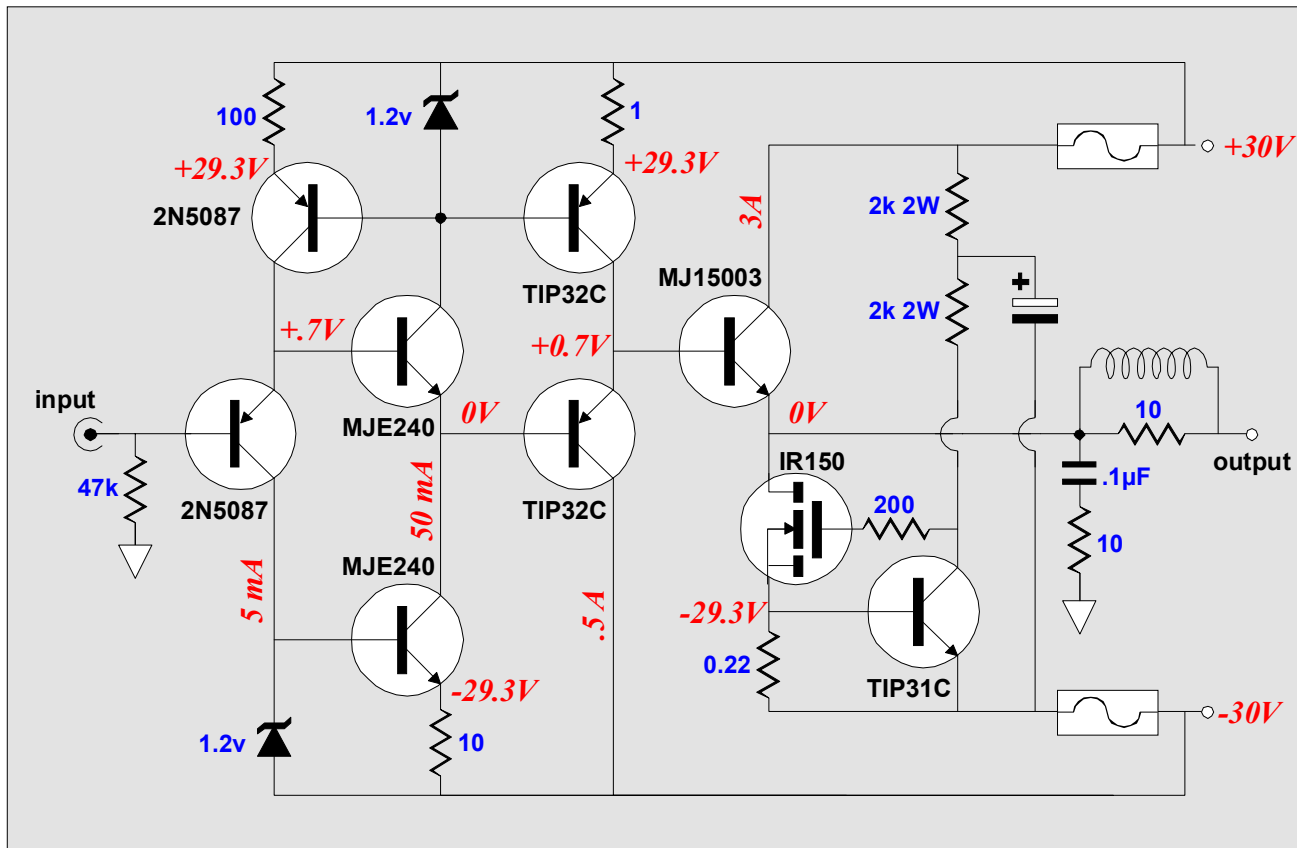 100
1.2v
1
+30V
+29.3V
+29.3V
2N5087
3A
2k 2W
TIP32C
MJ15003
+
2k 2W
+.7V
+0.7V
input
MJE240
0V
0V
10
output
47k
2N5087
50 mA
TIP32C
IR150
200
.1µF
10
MJE240
5 mA
.5 A
-29.3V
0.22
TIP31C
-29.3V
1.2v
10
-30V